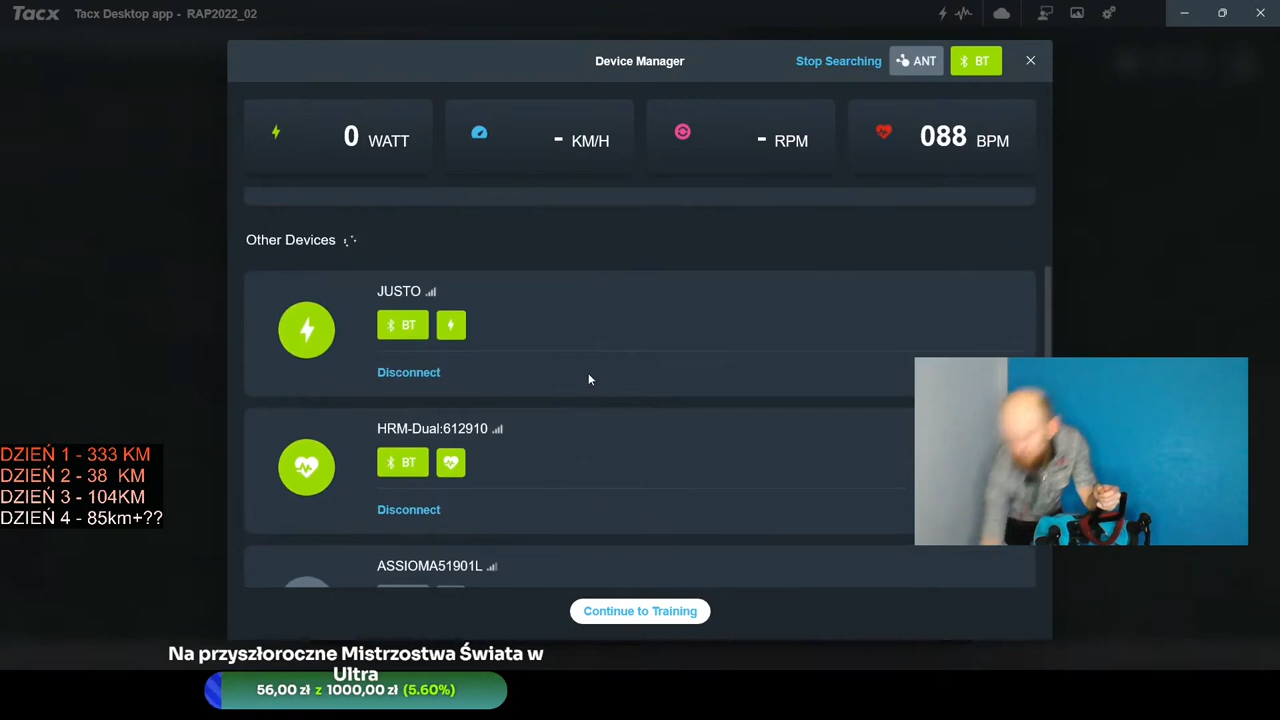 Tacx
Tacx Desktop app - RAP2022_02
Device Manager
Stop Searching
ANT
BT
0 WATT
- KM/H
- RPM
088 BPM
Other Devices
JUSTO
BT
Disconnect
HRM-Dual:612910
BT
Disconnect
ASSIOMA51901L
Continue to Training
DZIEŃ 1 - 333 KM
DZIEŃ 2 - 38 KM
DZIEŃ 3 - 104KM
DZIEŃ 4 - 85km+??
Na przyszłoroczne Mistrzostwa Świata w
Ultra
56,00 zł z 1000,00 zł (5.60%)